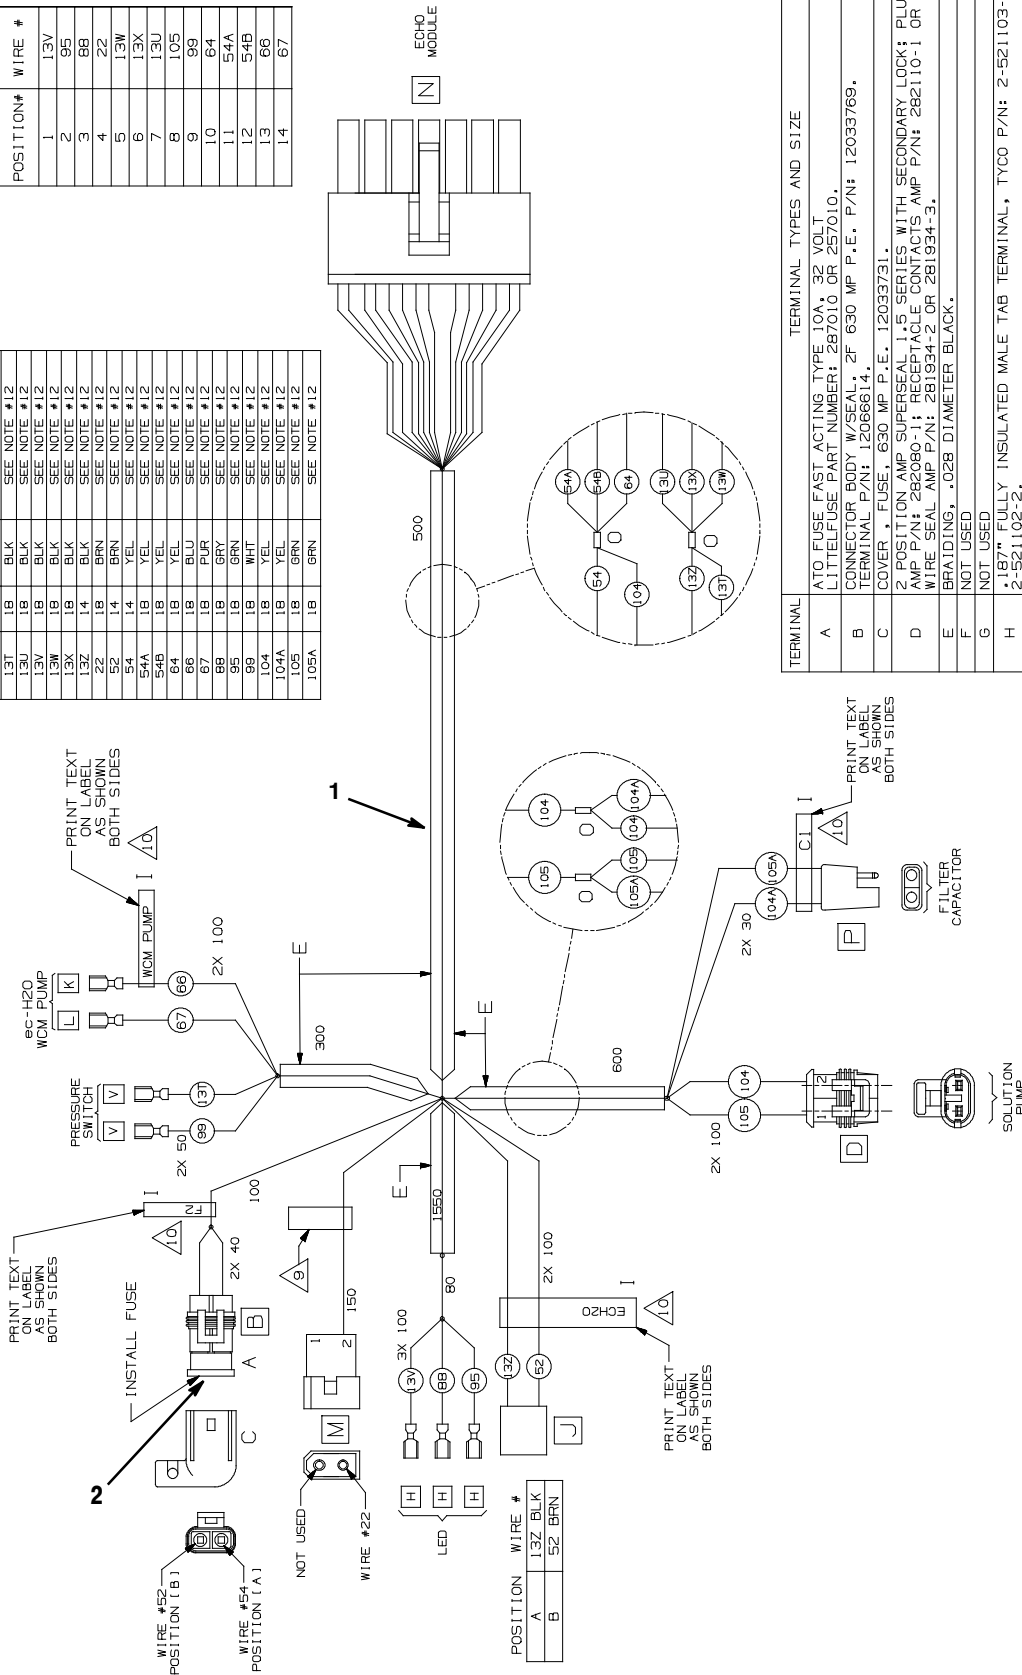 POSITION# WIRE #
1 13V
2 95
3 88
4 22
5 13W
6 13X
7 13U
8 105
9 99
10 64
11 54A
12 54B
13 66
14 67
N
ECHO
MODULE
13T 18 BLK SEE NOTE #12
13U 18 BLK SEE NOTE #12
13V 18 BLK SEE NOTE #12
13W 18 BLK SEE NOTE #12
13X 18 BLK SEE NOTE #12
13Z 14 BLK SEE NOTE #12
22 18 BRN SEE NOTE #12
52 14 BRN SEE NOTE #12
54 14 YEL SEE NOTE #12
54A 18 YEL SEE NOTE #12
54B 18 YEL SEE NOTE #12
64 18 YEL SEE NOTE #12
66 18 BLU SEE NOTE #12
67 18 PUR SEE NOTE #12
88 18 GRY SEE NOTE #12
95 18 GRN SEE NOTE #12
99 18 WHT SEE NOTE #12
104 18 YEL SEE NOTE #12
104A 18 YEL SEE NOTE #12
105 18 GRN SEE NOTE #12
105A 18 GRN SEE NOTE #12
500
54A 54B 64 13U 13X 13W
O O
54 104 13Z 13T
TERMINAL TERMINAL TYPES AND SIZE
A ATO FUSE FAST ACTING TYPE 10A, 32 VOLT
LITTELFUSE PART NUMBER: 287010 OR 257010.
B CONNECTOR BODY W/SEAL, 2F 630 MP P.E. P/N: 12033769.
TERMINAL P/N: 12066614.
C COVER , FUSE, 630 MP P.E. 12033731.
D 2 POSITION AMP SUPERSEAL 1.5 SERIES WITH SECONDARY LOCK; PLU
AMP P/N: 282080-1; RECEPTACLE CONTACTS AMP P/N: 282110-1 OR
WIRE SEAL AMP P/N: 281934-2 OR 281934-3.
E BRAIDING, .028 DIAMETER BLACK.
F NOT USED
G NOT USED
H .187" FULLY INSULATED MALE TAB TERMINAL, TYCO P/N: 2-521103-
2-521102-2.
PRINT TEXT
ON LABEL
AS SHOWN
BOTH SIDES
10
I
WCM PUMP
ec-H2O
WCM PUMP
L K
67 66
2X 100
PRESSURE
SWITCH
V V
99 13T
2X 50
300
E
1
E
104 104A
104
105 105
105A
O O
600
105A
104A
2X 30
C1
I
10
PRINT TEXT
ON LABEL
AS SHOWN
BOTH SIDES
P
FILTER
CAPACITOR
104
105
2X 100
1 2
D
SOLUTION
PUMP
PRINT TEXT
ON LABEL
AS SHOWN
BOTH SIDES
I
10
F2
100
2X 40
INSTALL FUSE
B
A
C
2
WIRE #52
POSITION [B]
WIRE #54
POSITION [A]
9
150
1
2
M
NOT USED
WIRE #22
E
1550
80
3X 100
13V
88
95
H
H
H
LED
2X 100
13Z
52
ECH2O
I
10
PRINT TEXT
ON LABEL
AS SHOWN
BOTH SIDES
J
POSITION WIRE #
A 13Z BLK
B 52 BRN